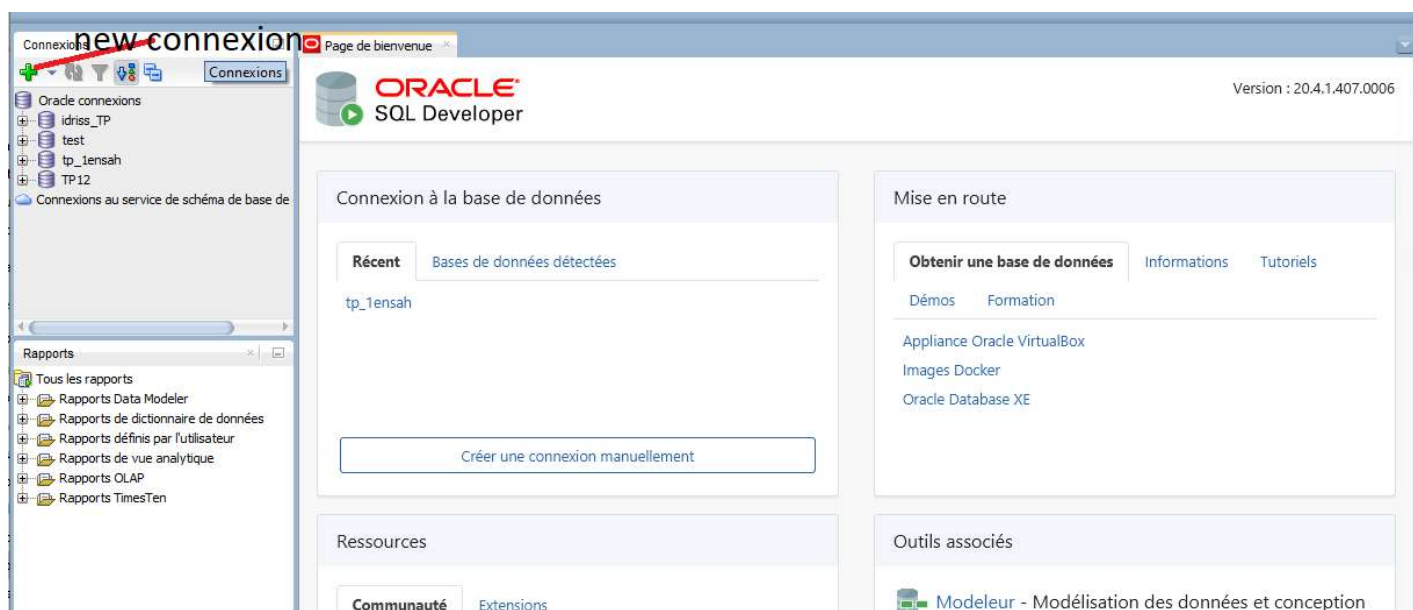 Connexions
new connexion
Connexions
Oracle connexions
idriss_TP
test
tp_1ensah
TP12
Connexions au service de schéma de base de
Rapports
Tous les rapports
Rapports Data Modeler
Rapports de dictionnaire de données
Rapports définis par l'utilisateur
Rapports de vue analytique
Rapports OLAP
Rapports TimesTen
Page de bienvenue
ORACLE
SQL Developer
Version : 20.4.1.407.0006
Connexion à la base de données
Récent Bases de données détectées
tp_1ensah
Créer une connexion manuellement
Mise en route
Obtenir une base de données Informations Tutoriels
Démos Formation
Appliance Oracle VirtualBox
Images Docker
Oracle Database XE
Ressources
Communauté Extensions
Outils associés
Modeleur - Modélisation des données et conception